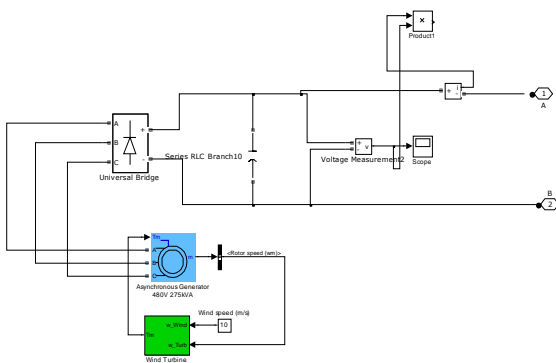 ×
Product1
+ i
-
1
A
A
B
C
+
-
Universal Bridge
Series RLC Branch10
+
- v
Voltage Measurement2
Scope
B
2
Tm
A
B
C
m
<Rotor speed (wm)>
Asynchronous Generator
480V 275kVA
Wind speed (m/s)
10
w_Wind
Tm
w_Turb
Wind Turbine